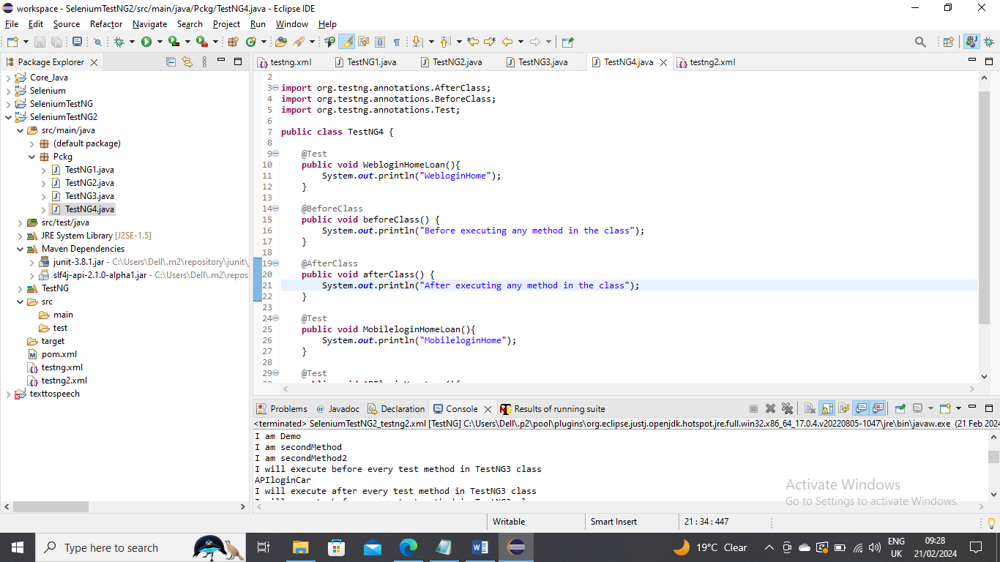 workspace - SeleniumTestNG2/src/main/java/Pckg/TestNG4.java - Eclipse IDE
File Edit Source Refactor Navigate Search Project Run Window Help
Package Explorer
Core_Java
Selenium
SeleniumTestNG
SeleniumTestNG2
src/main/java
(default package)
Pckg
TestNG1.java
TestNG2.java
TestNG3.java
TestNG4.java
src/test/java
JRE System Library [J2SE-1.5]
Maven Dependencies
junit-3.8.1.jar - C:\Users\Dell\.m2\repository\junit\
slf4j-api-2.1.0-alpha1.jar - C:\Users\Dell\.m2\repos
TestNG
src
main
test
target
pom.xml
testng.xml
testng2.xml
texttospeech
testng.xml TestNG1.java TestNG2.java TestNG3.java TestNG4.java testng2.xml
2
3 import org.testng.annotations.AfterClass;
4 import org.testng.annotations.BeforeClass;
5 import org.testng.annotations.Test;
6
7 public class TestNG4 {
8
9 @Test
10 public void WebloginHomeLoan(){
11 System.out.println("WebloginHome");
12 }
13
14 @BeforeClass
15 public void beforeClass() {
16 System.out.println("Before executing any method in the class");
17 }
18
19 @AfterClass
20 public void afterClass() {
21 System.out.println("After executing any method in the class");
22 }
23
24 @Test
25 public void MobileloginHomeLoan(){
26 System.out.println("MobileloginHome");
27 }
28
29 @Test
Problems Javadoc Declaration Console Results of running suite
<terminated> SeleniumTestNG2_testng2.xml [TestNG] C:\Users\Dell\.p2\pool\plugins\org.eclipse.justj.openjdk.hotspot.jre.full.win32.x86_64_17.0.4.v20220805-1047\jre\bin\javaw.exe (21 Feb 2024
I am Demo
I am secondMethod
I am secondMethod2
I will execute before every test method in TestNG3 class
APIloginCar
I will execute after every test method in TestNG3 class
Activate Windows
Go to Settings to activate Windows.
Writable Smart Insert 21 : 34 : 447
Type here to search
19°C Clear
ENG
UK
09:28
21/02/2024